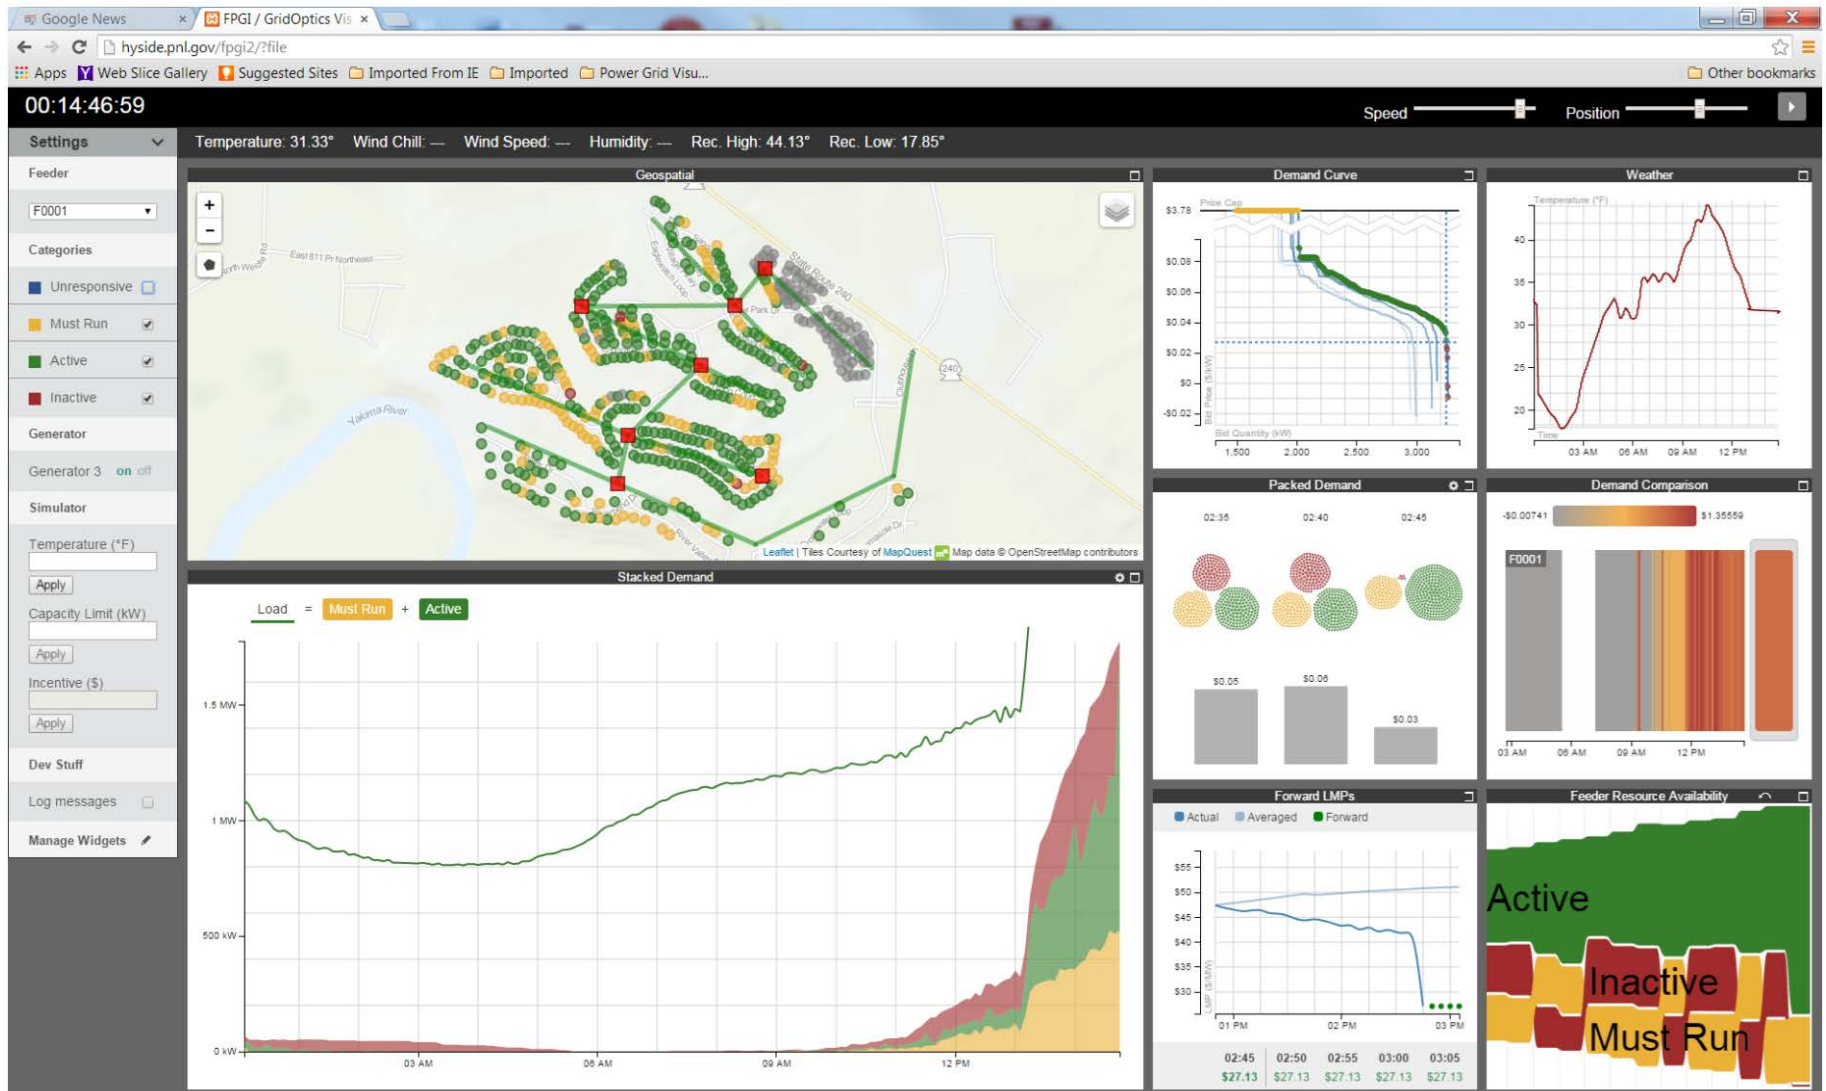 Google News
FPGI / GridOptics Vis
hyside.pnl.gov/fpgi2/?file
Apps Web Slice Gallery Suggested Sites Imported From IE Imported Power Grid Visu... Other bookmarks
00:14:46:59
Speed Position
Settings
Temperature: 31.33° Wind Chill: — Wind Speed: — Humidity: — Rec. High: 44.13° Rec. Low: 17.85°
Feeder
F0001
Categories
Unresponsive
Must Run
Active
Inactive
Generator
Generator 3 on off
Simulator
Temperature (°F)
Apply
Capacity Limit (kW)
Apply
Incentive ($)
Apply
Dev Stuff
Log messages
Manage Widgets
Geospatial
+
−
East 811 Pr Northeast
State Route 240
Eaglewatch Loop
Yakima River
Clubhouse
240
Leaflet | Tiles Courtesy of MapQuest Map data © OpenStreetMap contributors
Stacked Demand
Load = Must Run + Active
1.5 MW
1 MW
500 kW
0 kW
03 AM 06 AM 09 AM 12 PM
Demand Curve
$3.78 Price Cap
$0.08
$0.06
$0.04
$0.02
$0
-$0.02
Bid Price ($/kW)
Bid Quantity (kW)
1,500 2,000 2,500 3,000
Weather
Temperature (°F)
40
35
30
25
20
Time
03 AM 06 AM 09 AM 12 PM
Packed Demand
02:35 02:40 02:45
$0.05 $0.06 $0.03
Demand Comparison
-$0.00741 $1.35559
F0001
03 AM 06 AM 09 AM 12 PM
Forward LMPs
Actual Averaged Forward
$55
$50
$45
$40
$35
$30
LMP ($/MW)
01 PM 02 PM 03 PM
02:45 02:50 02:55 03:00 03:05
$27.13 $27.13 $27.13 $27.13 $27.13
Feeder Resource Availability
Active
Inactive
Must Run